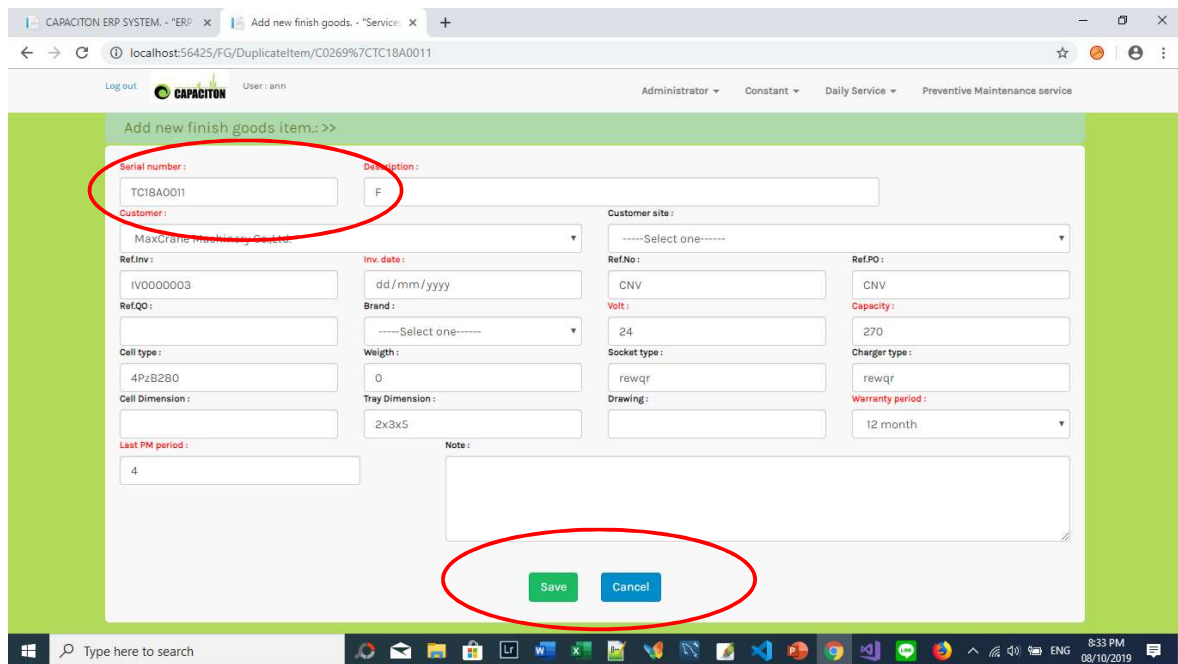 CAPACITON ERP SYSTEM. - "ERP
Add new finish goods. - "Service
localhost:56425/FG/DuplicateItem/C0269%7CTC18A0011
Log out CAPACITON User : ann Administrator Constant Daily Service Preventive Maintenance service
Add new finish goods item.: >>
Serial number : Description :
TC18A0011 F
Customer : Customer site :
MaxCrane Machinery Co.,Ltd. -----Select one------
Ref.Inv : Inv. date : Ref.No : Ref.PO :
IV0000003 dd/mm/yyyy CNV CNV
Ref.QO : Brand : Volt : Capacity :
-----Select one------ 24 270
Cell type : Weigth : Socket type : Charger type :
4PzB280 0 rewqr rewqr
Cell Dimension : Tray Dimension : Drawing : Warranty period :
2x3x5 12 month
Last PM period : Note :
4
Save Cancel
Type here to search ENG 8:33 PM
08/10/2019